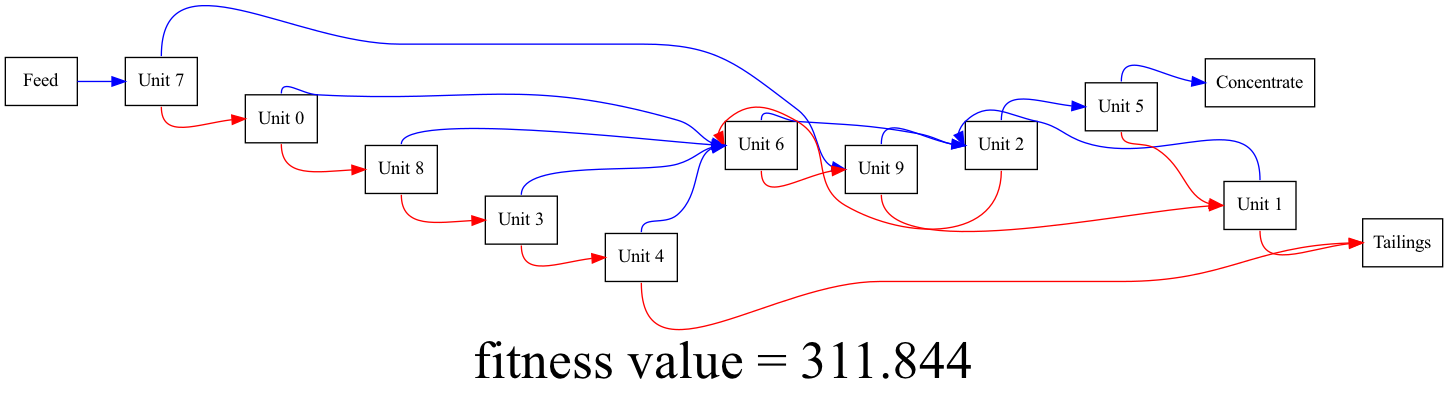 Feed
Unit 7
Unit 0
Unit 8
Unit 3
Unit 4
Unit 6
Unit 9
Unit 2
Unit 5
Concentrate
Unit 1
Tailings
fitness value = 311.844